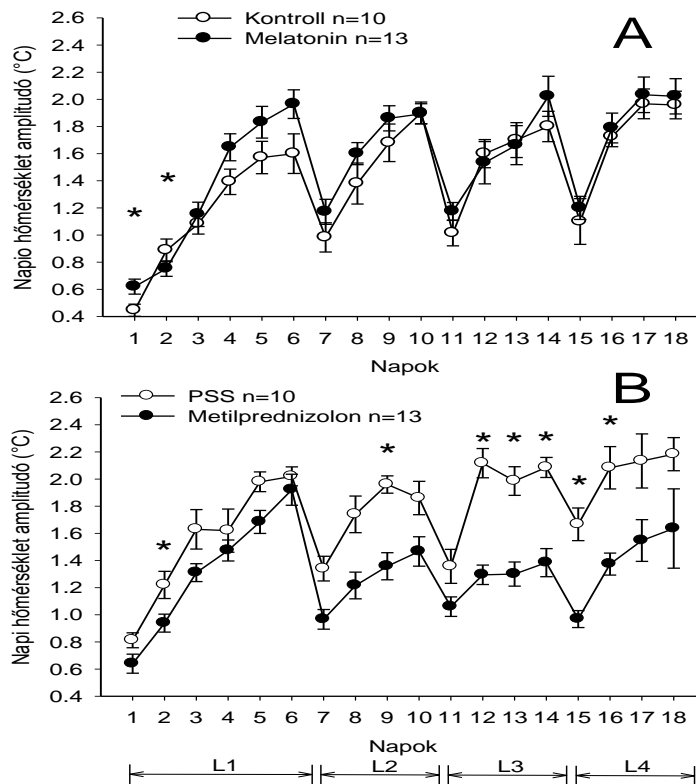 Kontroll n=10
Melatonin n=13
A
Napio hőmérséklet amplitudó (°C)
2.6
2.4
2.2
2.0
1.8
1.6
1.4
1.2
1.0
0.8
0.6
0.4
* *
1 2 3 4 5 6 7 8 9 10 11 12 13 14 15 16 17 18
Napok
PSS n=10
Metilprednizolon n=13
B
Napi hőmérséklet amplitudó (°C)
2.6
2.4
2.2
2.0
1.8
1.6
1.4
1.2
1.0
0.8
0.6
0.4
* * * * * * *
1 2 3 4 5 6 7 8 9 10 11 12 13 14 15 16 17 18
Napok
L1 L2 L3 L4